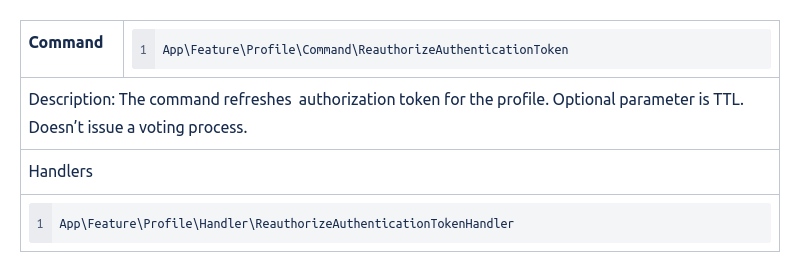 Command
1 App\Feature\Profile\Command\ReauthorizeAuthenticationToken
Description: The command refreshes  authorization token for the profile. Optional parameter is TTL.
Doesn’t issue a voting process.
Handlers
1 App\Feature\Profile\Handler\ReauthorizeAuthenticationTokenHandler